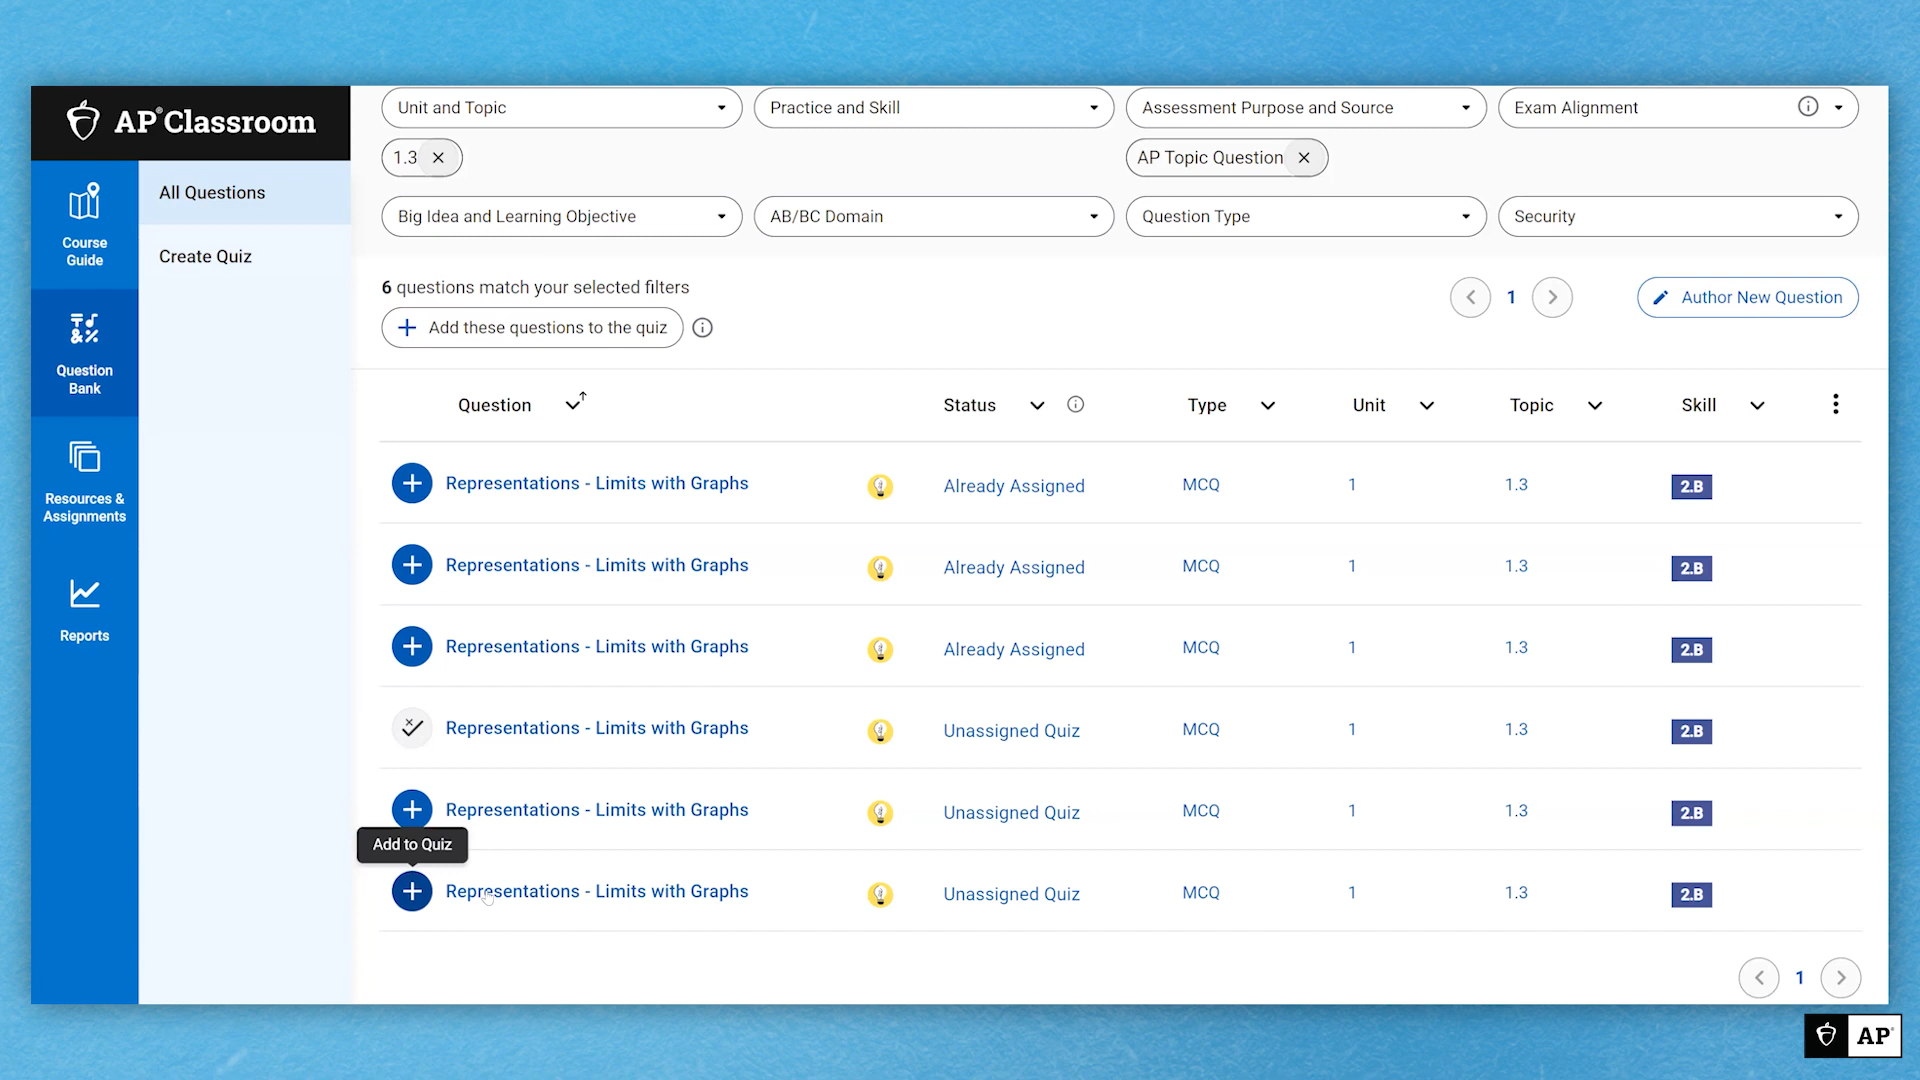 AP® Classroom
Course
Guide
Question
Bank
Resources &
Assignments
Reports
All Questions
Create Quiz
Unit and Topic
Practice and Skill
Assessment Purpose and Source
Exam Alignment
1.3
AP Topic Question
Big Idea and Learning Objective
AB/BC Domain
Question Type
Security
6 questions match your selected filters
1
Author New Question
Add these questions to the quiz
Question Status Type Unit Topic Skill
Representations - Limits with Graphs Already Assigned MCQ 1 1.3 2.B
Representations - Limits with Graphs Already Assigned MCQ 1 1.3 2.B
Representations - Limits with Graphs Already Assigned MCQ 1 1.3 2.B
Representations - Limits with Graphs Unassigned Quiz MCQ 1 1.3 2.B
Representations - Limits with Graphs Unassigned Quiz MCQ 1 1.3 2.B
Add to Quiz
Representations - Limits with Graphs Unassigned Quiz MCQ 1 1.3 2.B
1
AP®